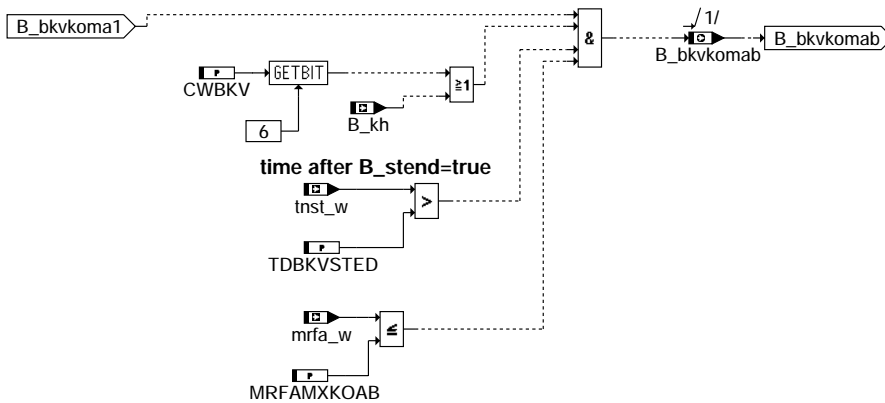 B_bkvkoma1
/ 1/
&
B_bkvkomab
B_bkvkomab
P
CWBKV
GETBIT
≥1
6
B_kh
time after B_stend=true
tnst_w
>
P
TDBKVSTED
mrfa_w
≤
P
MRFAMXKOAB